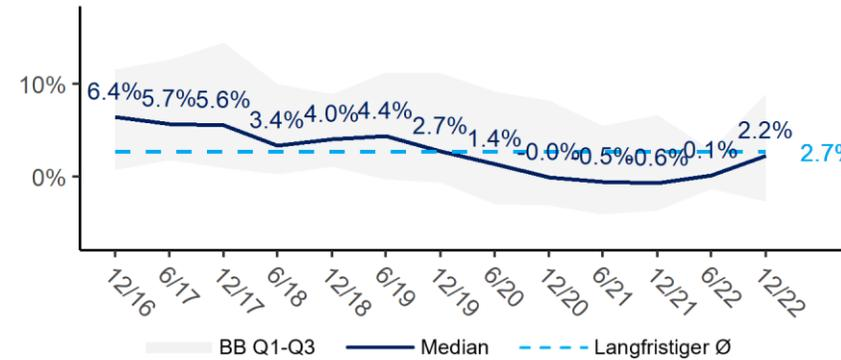 10%
0%
6.4% 5.7% 5.6% 3.4% 4.0% 4.4% 2.7% 1.4% -0.0% -0.5% -0.6% 0.1% 2.2%
2.7%
12/16 6/17 12/17 6/18 12/18 6/19 12/19 6/20 12/20 6/21 12/21 6/22 12/22
BB Q1-Q3 Median Langfristiger Ø